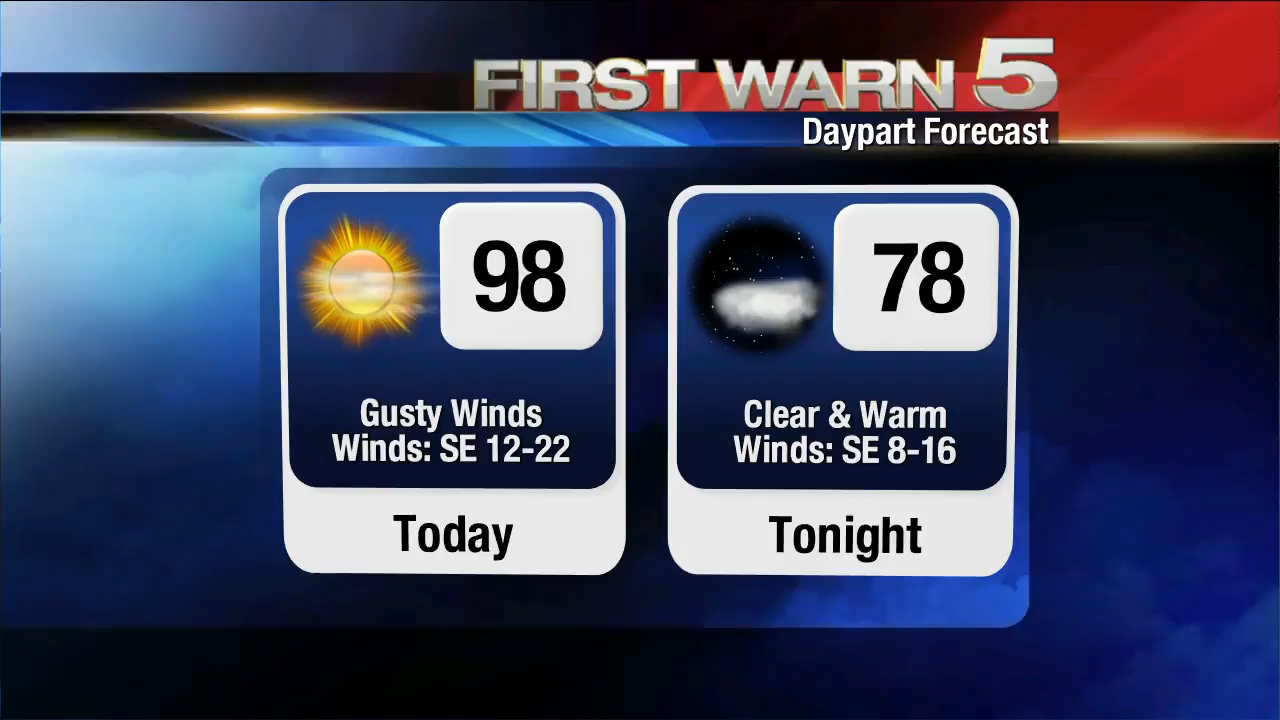 FIRST WARN 5
Daypart Forecast
98
Gusty Winds
Winds: SE 12-22
Today
78
Clear & Warm
Winds: SE 8-16
Tonight